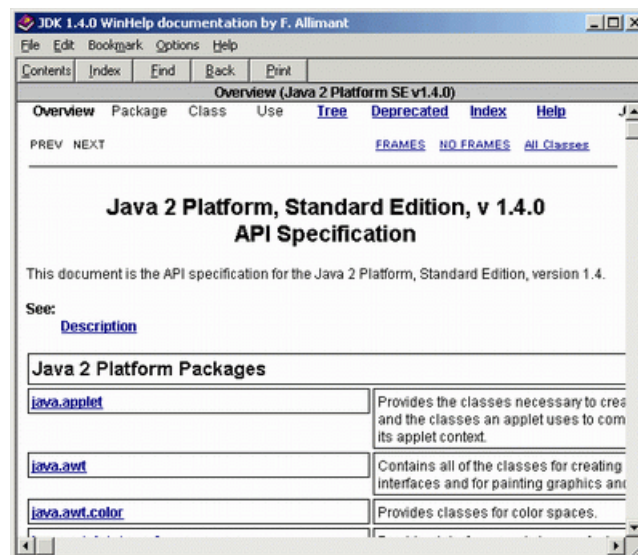 JDK 1.4.0 WinHelp documentation by F. Allimant
File Edit Bookmark Options Help
Contents Index Find Back Print
Overview (Java 2 Platform SE v1.4.0)
Overview Package Class Use Tree Deprecated Index Help J
PREV NEXT FRAMES NO FRAMES All Classes
Java 2 Platform, Standard Edition, v 1.4.0
API Specification
This document is the API specification for the Java 2 Platform, Standard Edition, version 1.4.
See:
Description
Java 2 Platform Packages
java.applet Provides the classes necessary to crea
and the classes an applet uses to com
its applet context.
java.awt Contains all of the classes for creating
interfaces and for painting graphics and
java.awt.color Provides classes for color spaces.